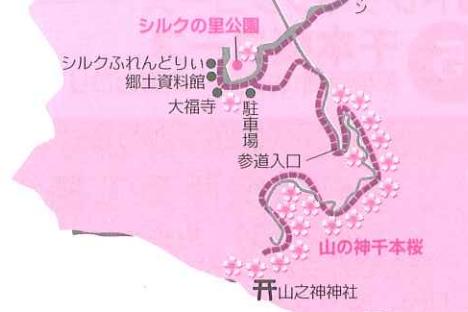 シルクの里公園
シルクふれんどりぃ
郷土資料館
大福寺
駐車場
参道入口
山の神千本桜
山之神神社